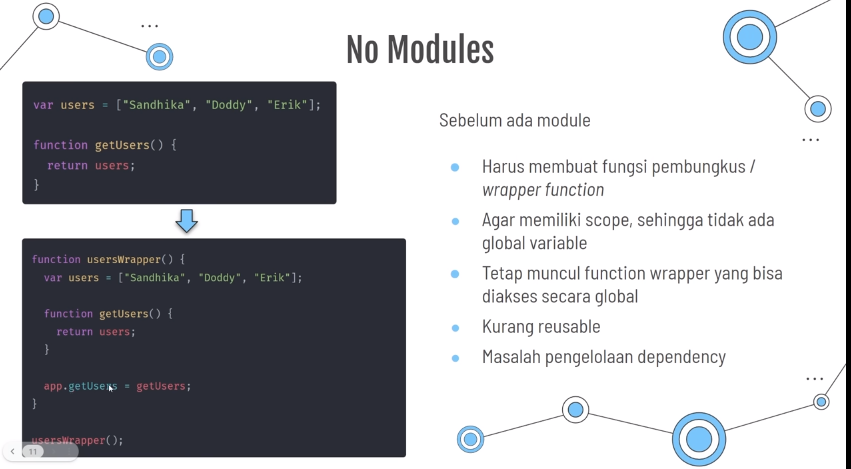 No Modules
var users = ["Sandhika", "Doddy", "Erik"];
function getUsers() {
return users;
}
function usersWrapper() {
var users = ["Sandhika", "Doddy", "Erik"];
function getUsers() {
return users;
}
app.getUsers = getUsers;
}
usersWrapper();
Sebelum ada module
Harus membuat fungsi pembungkus /
wrapper function
Agar memiliki scope, sehingga tidak ada
global variable
Tetap muncul function wrapper yang bisa
diakses secara global
Kurang reusable
Masalah pengelolaan dependency
11